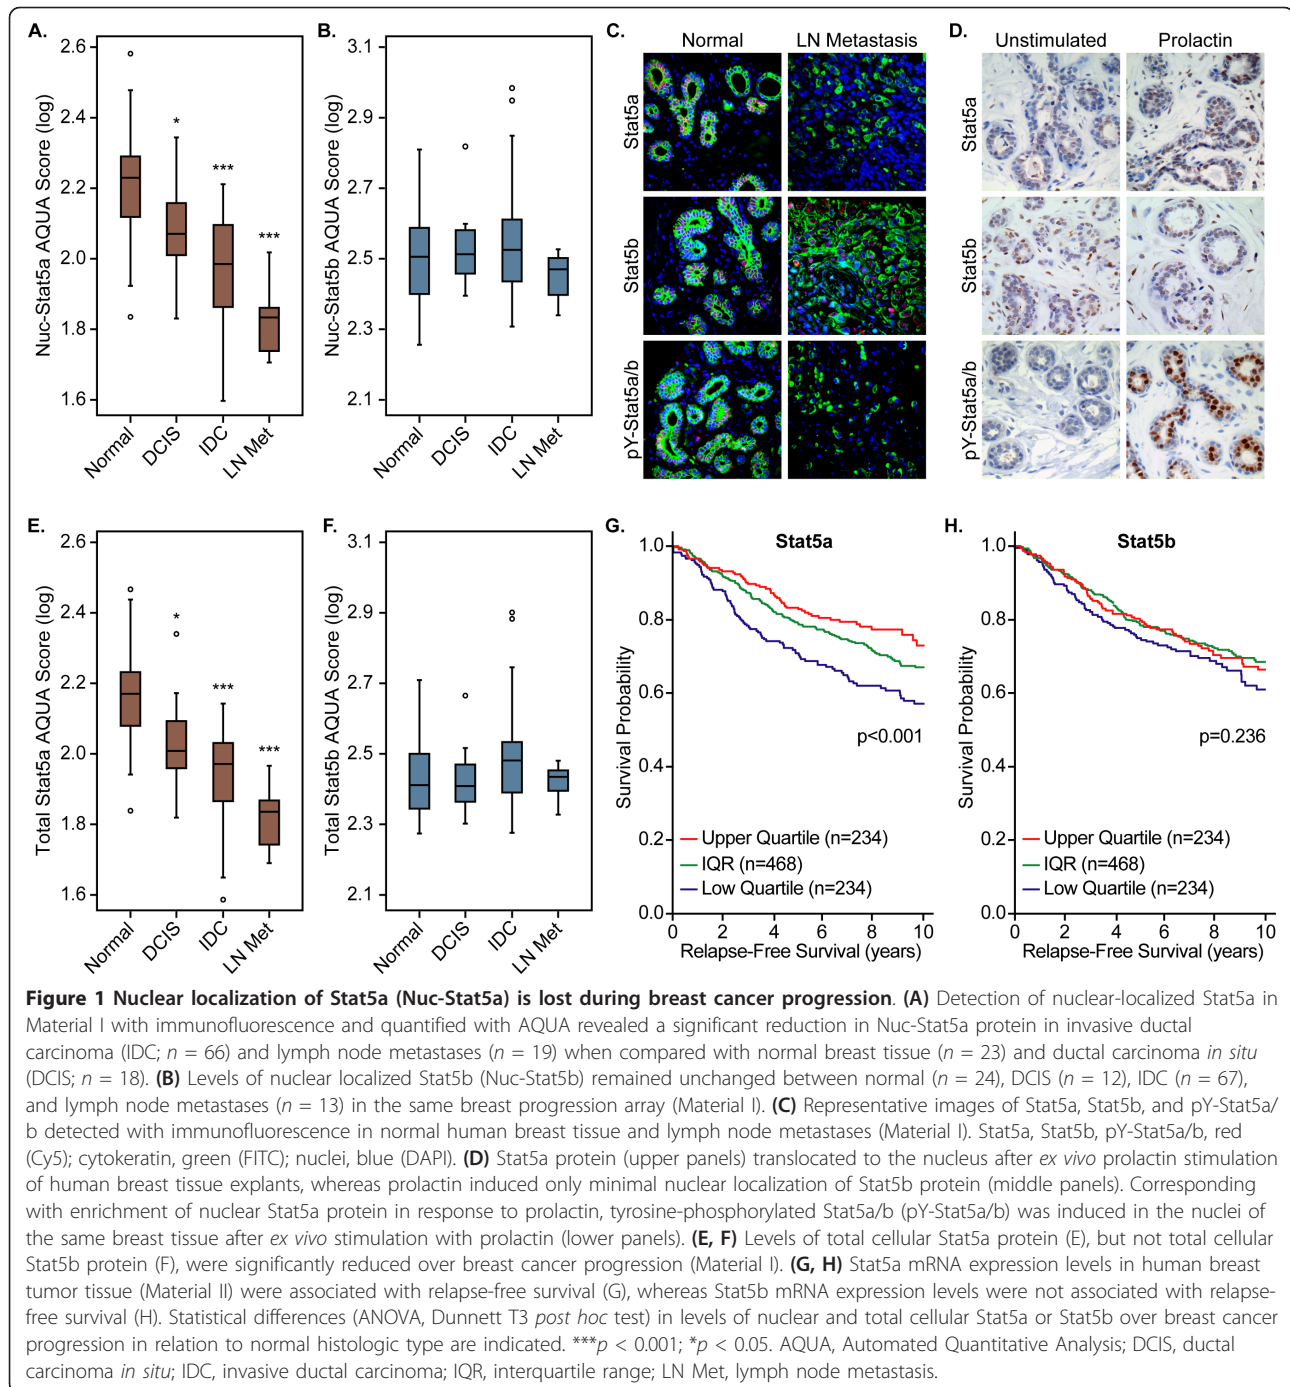 A.
2.6
2.4
2.2
2.0
1.8
1.6
Nuc-Stat5a AQUA Score (log)
*
***
***
Normal
DCIS
IDC
LN Met
B.
3.1
2.9
2.7
2.5
2.3
2.1
Nuc-Stat5b AQUA Score (log)
Normal
DCIS
IDC
LN Met
C.
Normal
LN Metastasis
Stat5a
Stat5b
pY-Stat5a/b
D.
Unstimulated
Prolactin
Stat5a
Stat5b
pY-Stat5a/b
E.
2.6
2.4
2.2
2.0
1.8
1.6
Total Stat5a AQUA Score (log)
*
***
***
Normal
DCIS
IDC
LN Met
F.
3.1
2.9
2.7
2.5
2.3
2.1
Total Stat5b AQUA Score (log)
Normal
DCIS
IDC
LN Met
G.
Stat5a
1.0
0.8
0.6
0.4
0.2
0.0
Survival Probability
p<0.001
Upper Quartile (n=234)
IQR (n=468)
Low Quartile (n=234)
0 2 4 6 8 10
Relapse-Free Survival (years)
H.
Stat5b
1.0
0.8
0.6
0.4
0.2
0.0
Survival Probability
p=0.236
Upper Quartile (n=234)
IQR (n=468)
Low Quartile (n=234)
0 2 4 6 8 10
Relapse-Free Survival (years)
Figure 1 Nuclear localization of Stat5a (Nuc-Stat5a) is lost during breast cancer progression. (A) Detection of nuclear-localized Stat5a in
Material I with immunofluorescence and quantified with AQUA revealed a significant reduction in Nuc-Stat5a protein in invasive ductal
carcinoma (IDC; n = 66) and lymph node metastases (n = 19) when compared with normal breast tissue (n = 23) and ductal carcinoma in situ
(DCIS; n = 18). (B) Levels of nuclear localized Stat5b (Nuc-Stat5b) remained unchanged between normal (n = 24), DCIS (n = 12), IDC (n = 67),
and lymph node metastases (n = 13) in the same breast progression array (Material I). (C) Representative images of Stat5a, Stat5b, and pY-Stat5a/
b detected with immunofluorescence in normal human breast tissue and lymph node metastases (Material I). Stat5a, Stat5b, pY-Stat5a/b, red
(Cy5); cytokeratin, green (FITC); nuclei, blue (DAPI). (D) Stat5a protein (upper panels) translocated to the nucleus after ex vivo prolactin stimulation
of human breast tissue explants, whereas prolactin induced only minimal nuclear localization of Stat5b protein (middle panels). Corresponding
with enrichment of nuclear Stat5a protein in response to prolactin, tyrosine-phosphorylated Stat5a/b (pY-Stat5a/b) was induced in the nuclei of
the same breast tissue after ex vivo stimulation with prolactin (lower panels). (E, F) Levels of total cellular Stat5a protein (E), but not total cellular
Stat5b protein (F), were significantly reduced over breast cancer progression (Material I). (G, H) Stat5a mRNA expression levels in human breast
tumor tissue (Material II) were associated with relapse-free survival (G), whereas Stat5b mRNA expression levels were not associated with relapse-
free survival (H). Statistical differences (ANOVA, Dunnett T3 post hoc test) in levels of nuclear and total cellular Stat5a or Stat5b over breast cancer
progression in relation to normal histologic type are indicated. ***p < 0.001; *p < 0.05. AQUA, Automated Quantitative Analysis; DCIS, ductal
carcinoma in situ; IDC, invasive ductal carcinoma; IQR, interquartile range; LN Met, lymph node metastasis.